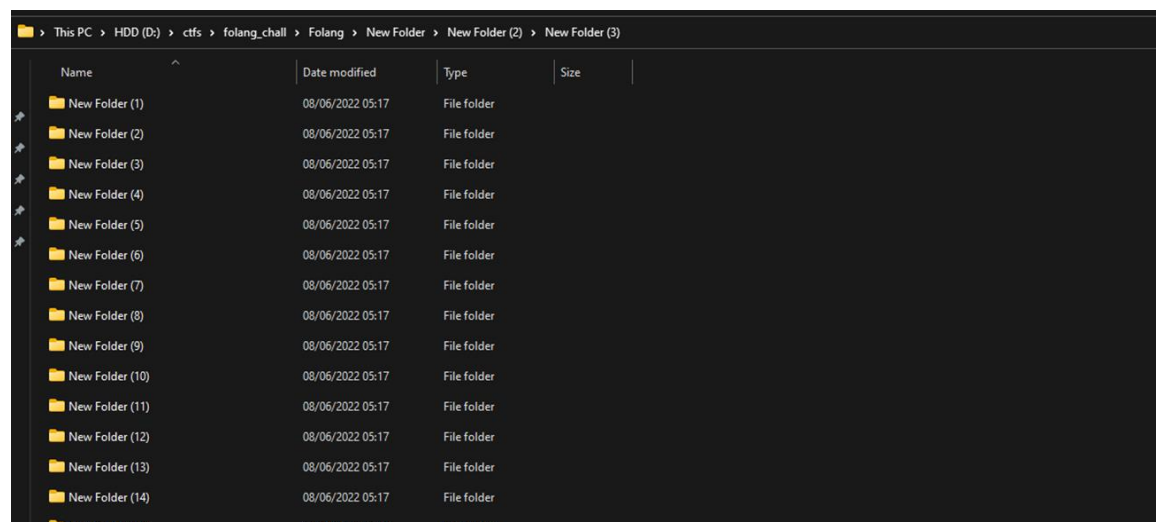 This PC > HDD (D:) > ctfs > folang_chall > Folang > New Folder > New Folder (2) > New Folder (3)
Name Date modified Type Size
New Folder (1) 08/06/2022 05:17 File folder
New Folder (2) 08/06/2022 05:17 File folder
New Folder (3) 08/06/2022 05:17 File folder
New Folder (4) 08/06/2022 05:17 File folder
New Folder (5) 08/06/2022 05:17 File folder
New Folder (6) 08/06/2022 05:17 File folder
New Folder (7) 08/06/2022 05:17 File folder
New Folder (8) 08/06/2022 05:17 File folder
New Folder (9) 08/06/2022 05:17 File folder
New Folder (10) 08/06/2022 05:17 File folder
New Folder (11) 08/06/2022 05:17 File folder
New Folder (12) 08/06/2022 05:17 File folder
New Folder (13) 08/06/2022 05:17 File folder
New Folder (14) 08/06/2022 05:17 File folder